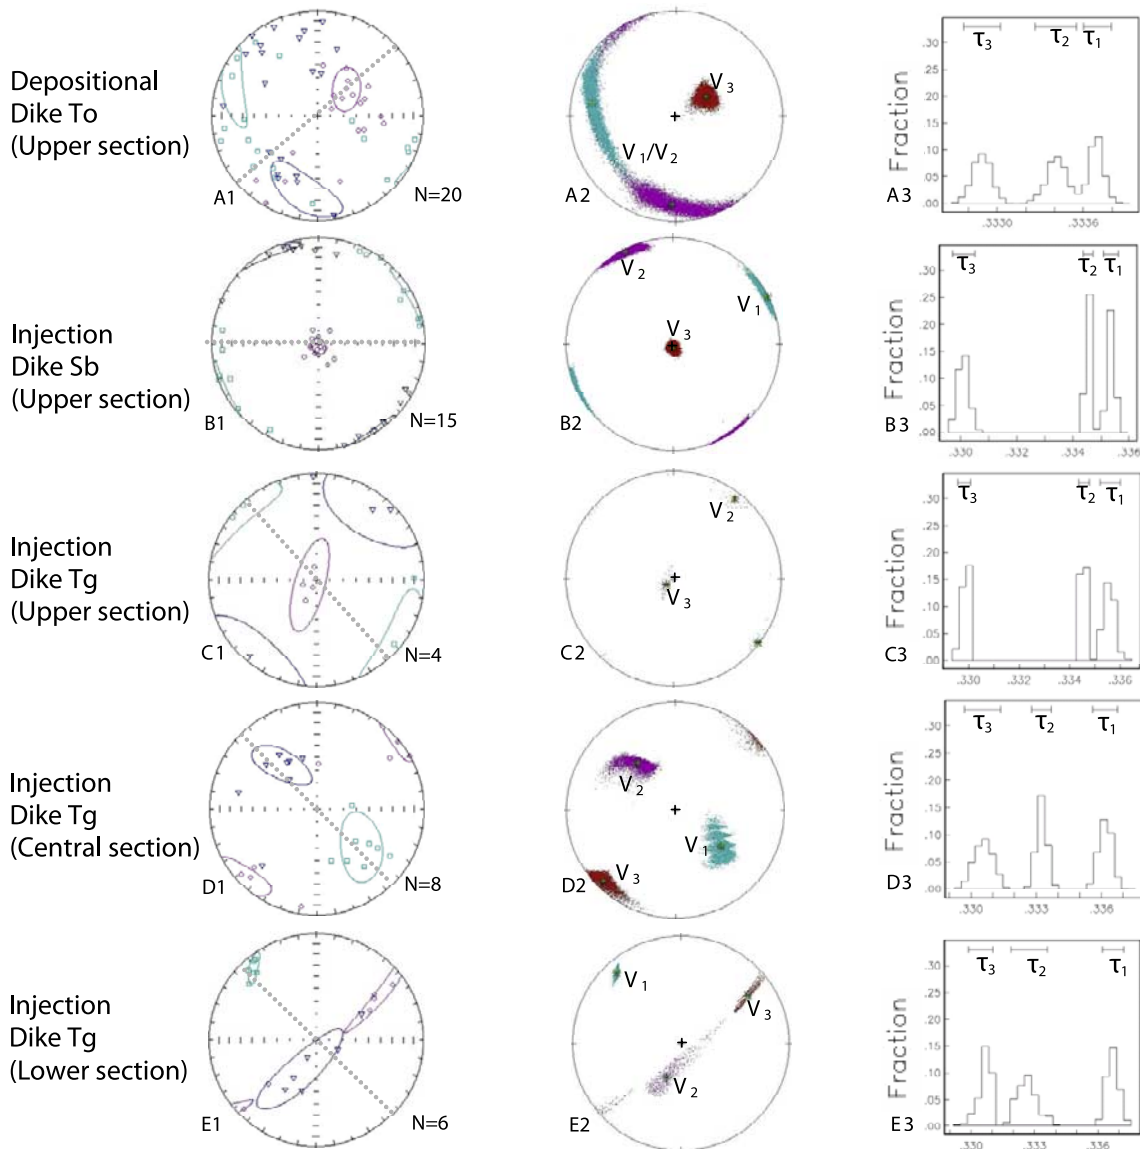 Depositional
Dike To
(Upper section)
A1
N=20
V3
V1/V2
A2
τ3 τ2 τ1
Fraction
.30
.25
.20
.15
.10
.05
.00
.3330 .3336
A3
Injection
Dike Sb
(Upper section)
B1
N=15
V2
V1
V3
B2
τ3 τ2 τ1
Fraction
.30
.25
.20
.15
.10
.05
.00
.330 .332 .334 .336
B3
Injection
Dike Tg
(Upper section)
C1
N=4
V2
V3
C2
τ3 τ2 τ1
Fraction
.30
.25
.20
.15
.10
.05
.00
.330 .332 .334 .336
C3
Injection
Dike Tg
(Central section)
D1
N=8
V2
V1
V3
D2
τ3 τ2 τ1
Fraction
.30
.25
.20
.15
.10
.05
.00
.330 .333 .336
D3
Injection
Dike Tg
(Lower section)
E1
N=6
V1
V3
V2
E2
τ3 τ2 τ1
Fraction
.30
.25
.20
.15
.10
.05
.00
.330 .333 .336
E3